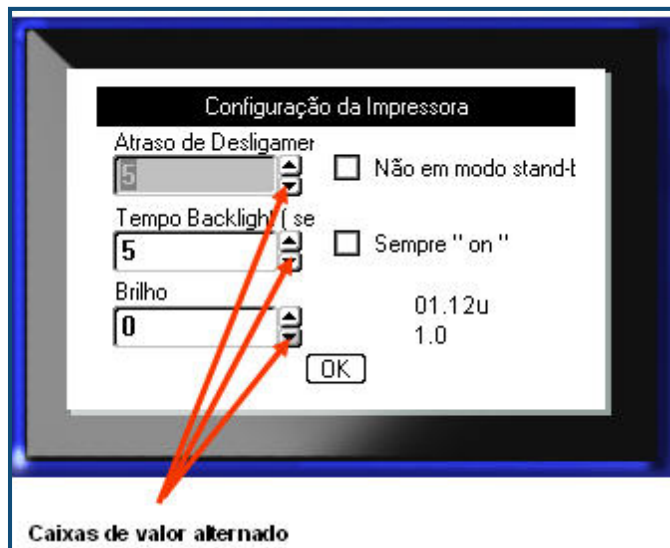 Configuração da Impressora
Atraso de Desligamer
5
Não em modo stand-t
Tempo Backlight ( se
5
Sempre " on "
Brilho
0
01.12u
1.0
OK
Caixas de valor alternado